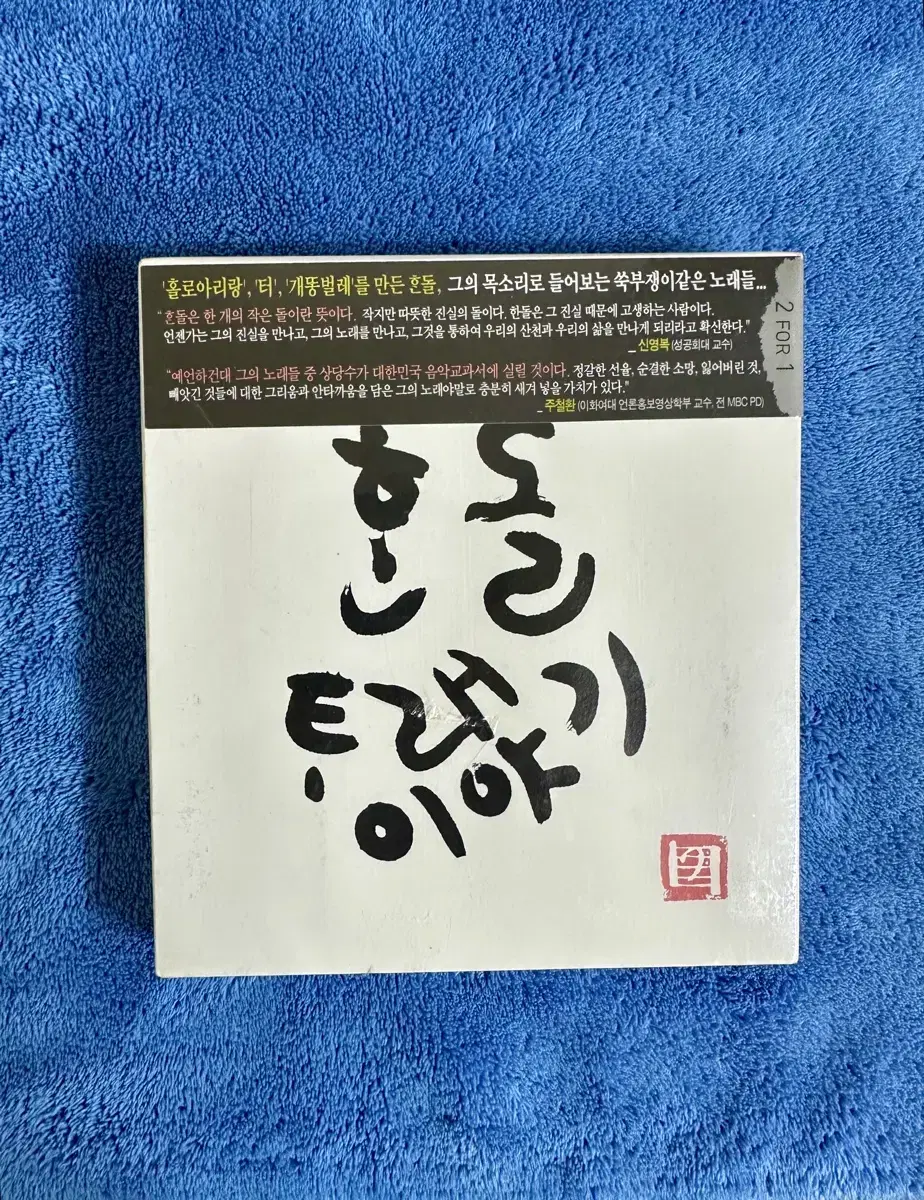 '홀로아리랑', '터', '개똥벌레'를 만든 ᄒᆞᆫ돌, 그의 목소리로 들어보는 쑥부쟁이같은 노래들...
"ᄒᆞᆫ돌은 한 개의 작은 돌이란 뜻이다. 작지만 따뜻한 진실의 돌이다. 한돌은 그 진실 때문에 고생하는 사람이다.
언젠가는 그의 진실을 만나고, 그의 노래를 만나고, 그것을 통하여 우리의 산천과 우리의 삶을 만나게 되리라고 확신한다."
_ 신영복 (성공회대 교수)
"예언하건대 그의 노래들 중 상당수가 대한민국 음악교과서에 실릴 것이다. 정갈한 선율, 순결한 소망, 잃어버린 것,
빼앗긴 것들에 대한 그리움과 안타까움을 담은 그의 노래야말로 충분히 새겨 넣을 가치가 있다."
_ 주철환 (이화여대 언론홍보영상학부 교수, 전 MBC PD)
2 FOR 1
ᄒᆞᆫ돌
ᄐᆞ래
이야기